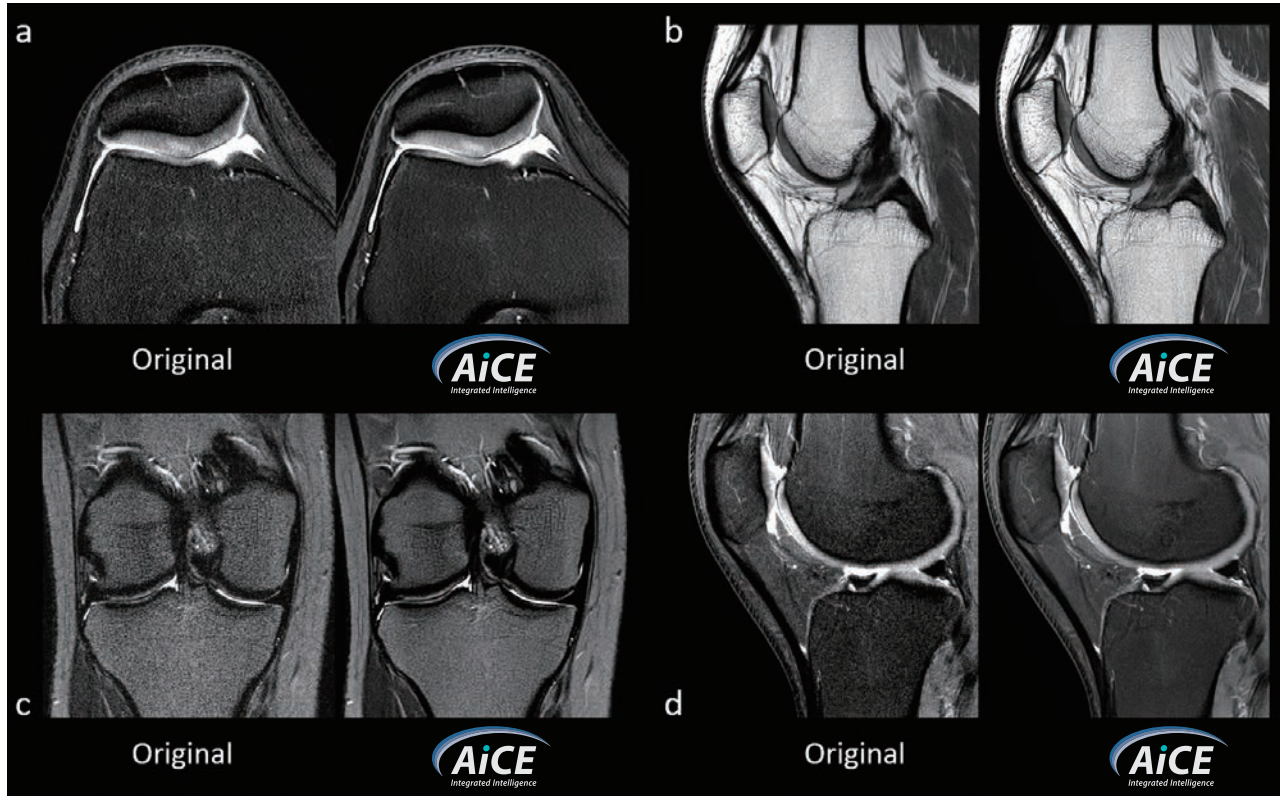 a
b
Original
AiCE
Integrated Intelligence
Original
AiCE
Integrated Intelligence
c
d
Original
AiCE
Integrated Intelligence
Original
AiCE
Integrated Intelligence